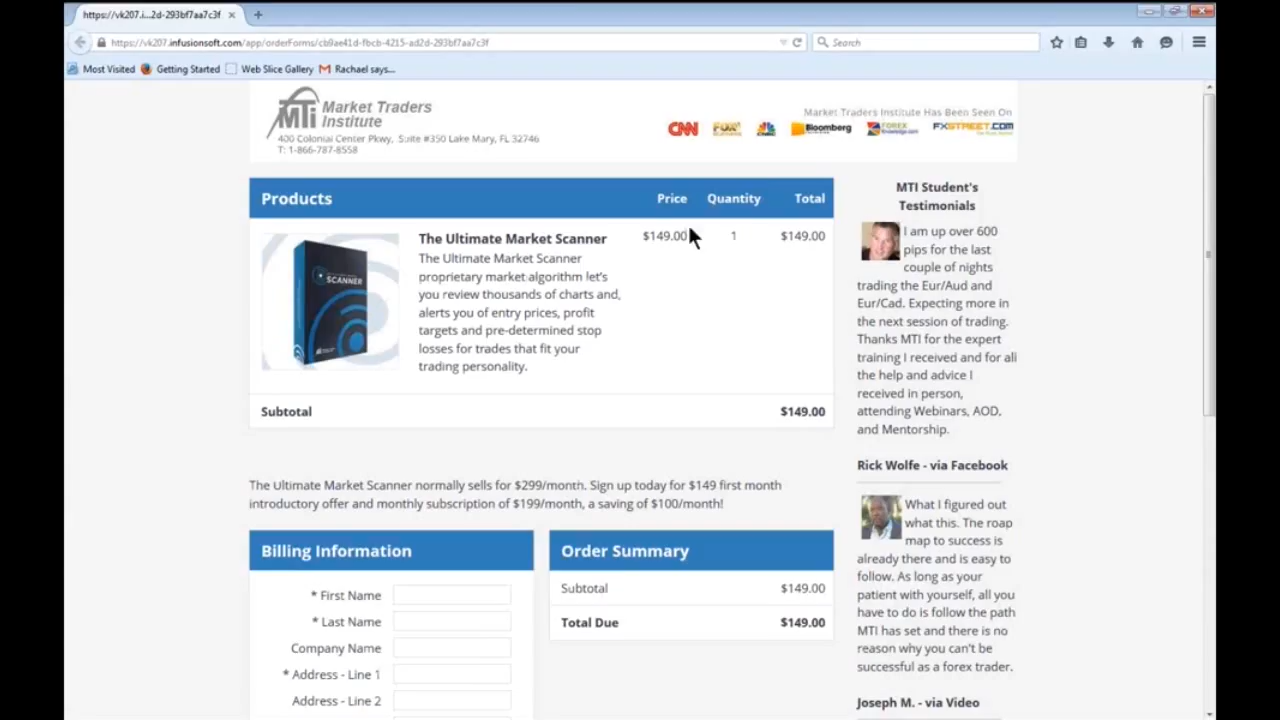 https://vk207.i...2d-293bf7aa7c3f
https://vk207.infusionsoft.com/app/orderForms/cb9ae41d-fbcb-4215-ad2d-293bf7aa7c3f
Search
Most Visited Getting Started Web Slice Gallery Rachael says...
MTI Market Traders
Institute
400 Colonial Center Pkwy, Suite #350 Lake Mary, FL 32746
T: 1-866-787-8558
Market Traders Institute Has Been Seen On
CNN FOX Bloomberg FOREX FXSTREET.COM
Products Price Quantity Total
SCANNER
The Ultimate Market Scanner $149.00 1 $149.00
The Ultimate Market Scanner
proprietary market algorithm let's
you review thousands of charts and,
alerts you of entry prices, profit
targets and pre-determined stop
losses for trades that fit your
trading personality.
Subtotal $149.00
The Ultimate Market Scanner normally sells for $299/month. Sign up today for $149 first month
introductory offer and monthly subscription of $199/month, a saving of $100/month!
Billing Information
* First Name
* Last Name
Company Name
* Address - Line 1
Address - Line 2
Order Summary
Subtotal $149.00
Total Due $149.00
MTI Student's
Testimonials
I am up over 600
pips for the last
couple of nights
trading the Eur/Aud and
Eur/Cad. Expecting more in
the next session of trading.
Thanks MTI for the expert
training I received and for all
the help and advice I
received in person,
attending Webinars, AOD,
and Mentorship.
Rick Wolfe - via Facebook
What I figured out
what this. The roap
map to success is
already there and is easy to
follow. As long as your
patient with yourself, all you
have to do is follow the path
MTI has set and there is no
reason why you can't be
successful as a forex trader.
Joseph M. - via Video